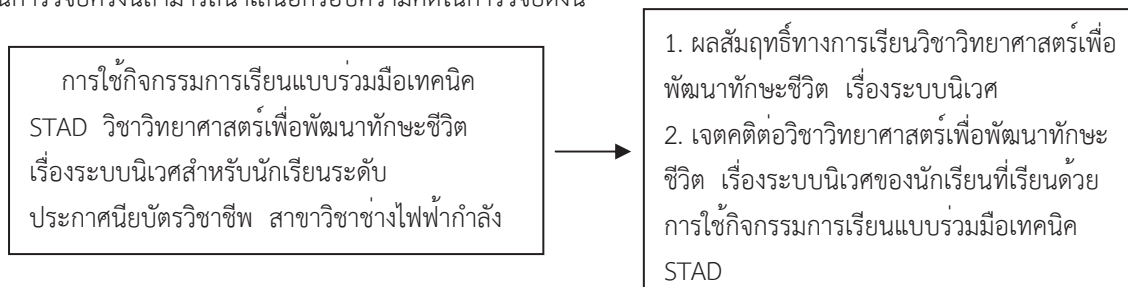 การใช้กิจกรรมการเรียนแบบร่วมมือเทคนิค
STAD วิชาวิทยาศาสตร์เพื่อพัฒนาทักษะชีวิต
เรื่องระบบนิเวศสำหรับนักเรียนระดับ
ประกาศนียบัตรวิชาชีพ สาขาวิชาช่างไฟฟ้ากำลัง
1. ผลสัมฤทธิ์ทางการเรียนวิชาวิทยาศาสตร์เพื่อ
พัฒนาทักษะชีวิต เรื่องระบบนิเวศ
2. เจตคติต่อวิชาวิทยาศาสตร์เพื่อพัฒนาทักษะ
ชีวิต เรื่องระบบนิเวศของนักเรียนที่เรียนด้วย
การใช้กิจกรรมการเรียนแบบร่วมมือเทคนิค
STAD